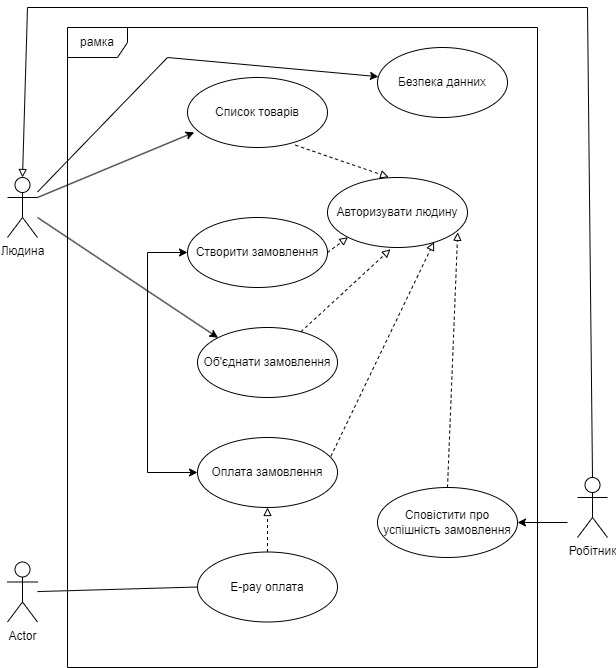 рамка
Безпека данних
Список товарів
Авторизувати людину
Людина
Створити замовлення
Об'єднати замовлення
Оплата замовлення
Сповістити про
успішність замовлення
Робітник
E-pay оплата
Actor